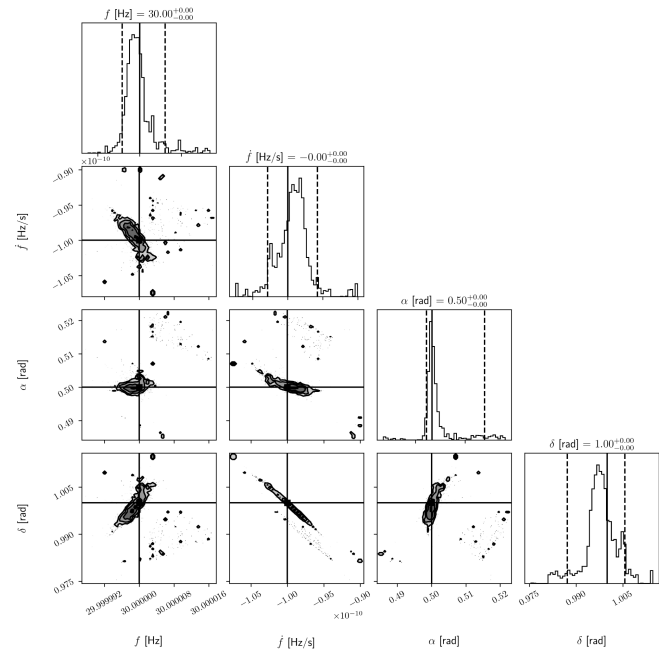 f [Hz] = 30.00^{+0.00}_{-0.00}
×10^{-10}
−0.90
−0.95
−1.00
−1.05
ḟ [Hz/s]
ḟ [Hz/s] = −0.00^{+0.00}_{-0.00}
0.52
0.51
0.50
0.49
α [rad]
α [rad] = 0.50^{+0.00}_{-0.00}
1.005
0.990
0.975
δ [rad]
δ [rad] = 1.00^{+0.00}_{-0.00}
29.999992 30.000000 30.000008 30.000016
−1.05 −1.00 −0.95 −0.90
0.49 0.50 0.51 0.52
0.975 0.990 1.005
×10^{-10}
f [Hz] ḟ [Hz/s] α [rad] δ [rad]